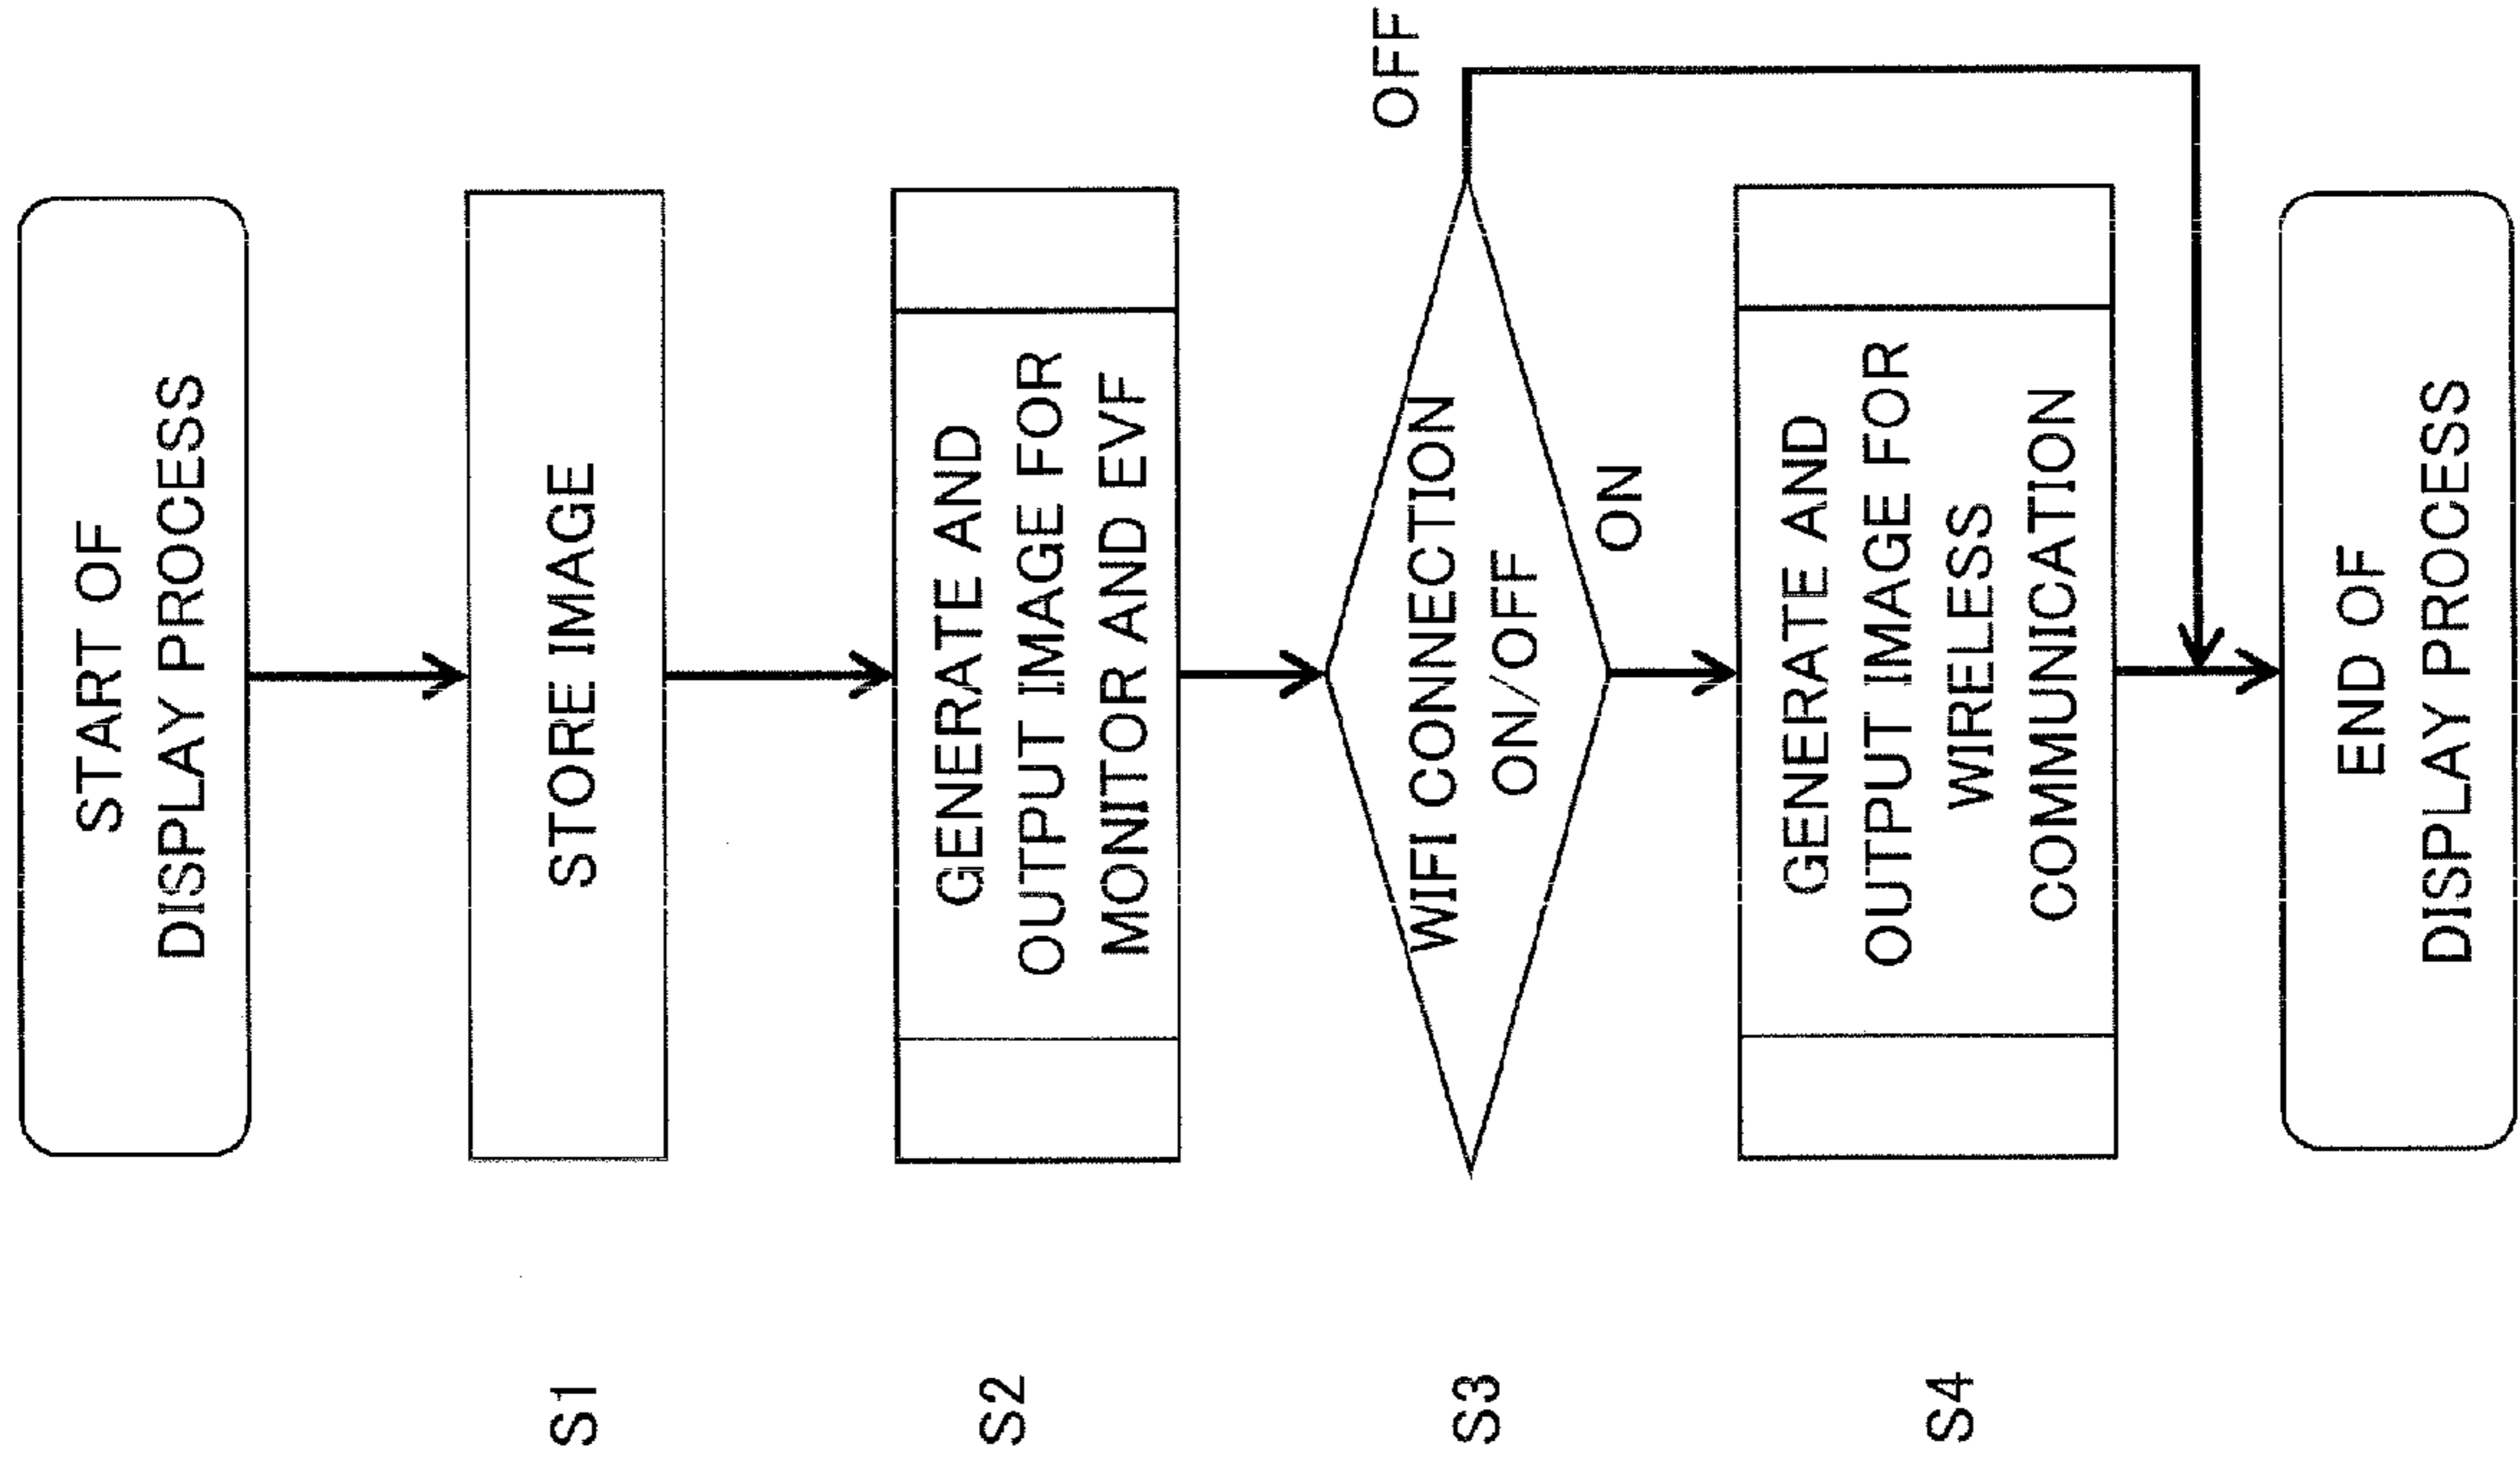 START OF
DISPLAY PROCESS
S1
STORE IMAGE
S2
GENERATE AND
OUTPUT IMAGE FOR
MONITOR AND EVF
OFF
S3
WIFI CONNECTION
ON/OFF
ON
S4
GENERATE AND
OUTPUT IMAGE FOR
WIRELESS
COMMUNICATION
END OF
DISPLAY PROCESS